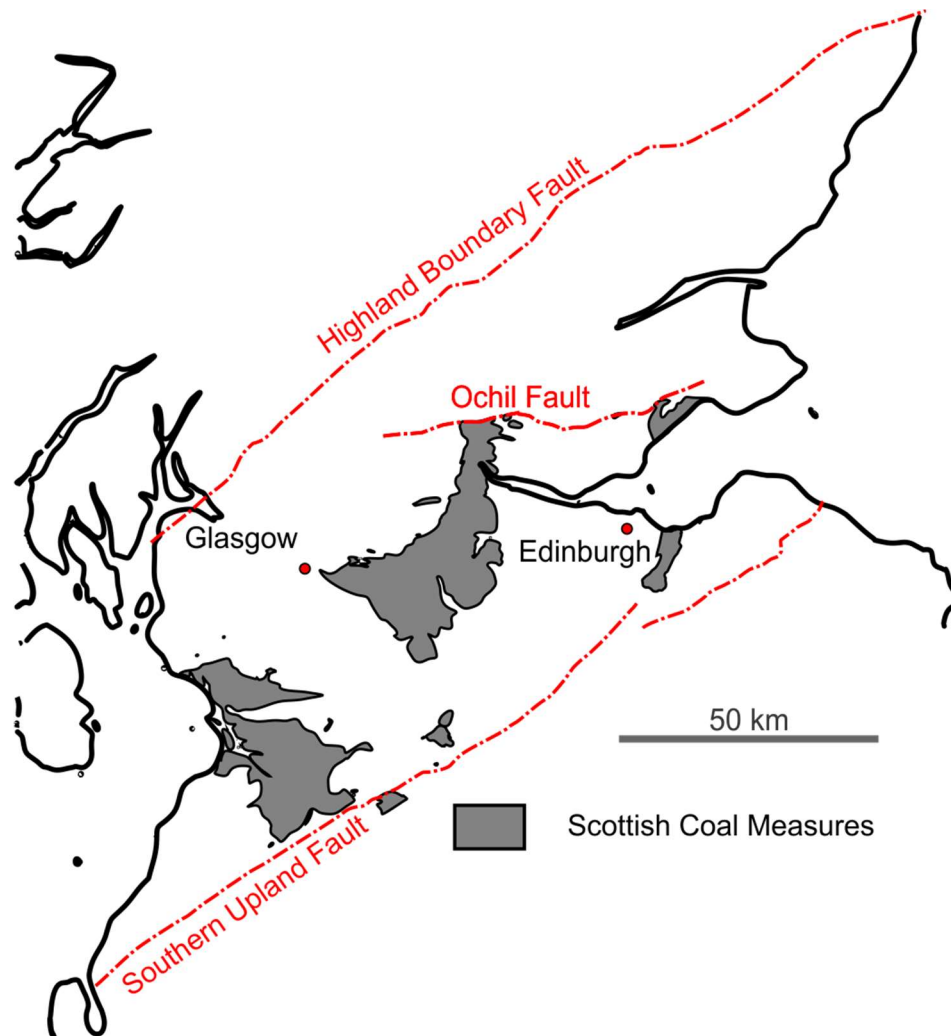 Highland Boundary Fault
Ochil Fault
Glasgow
Edinburgh
50 km
Scottish Coal Measures
Southern Upland Fault